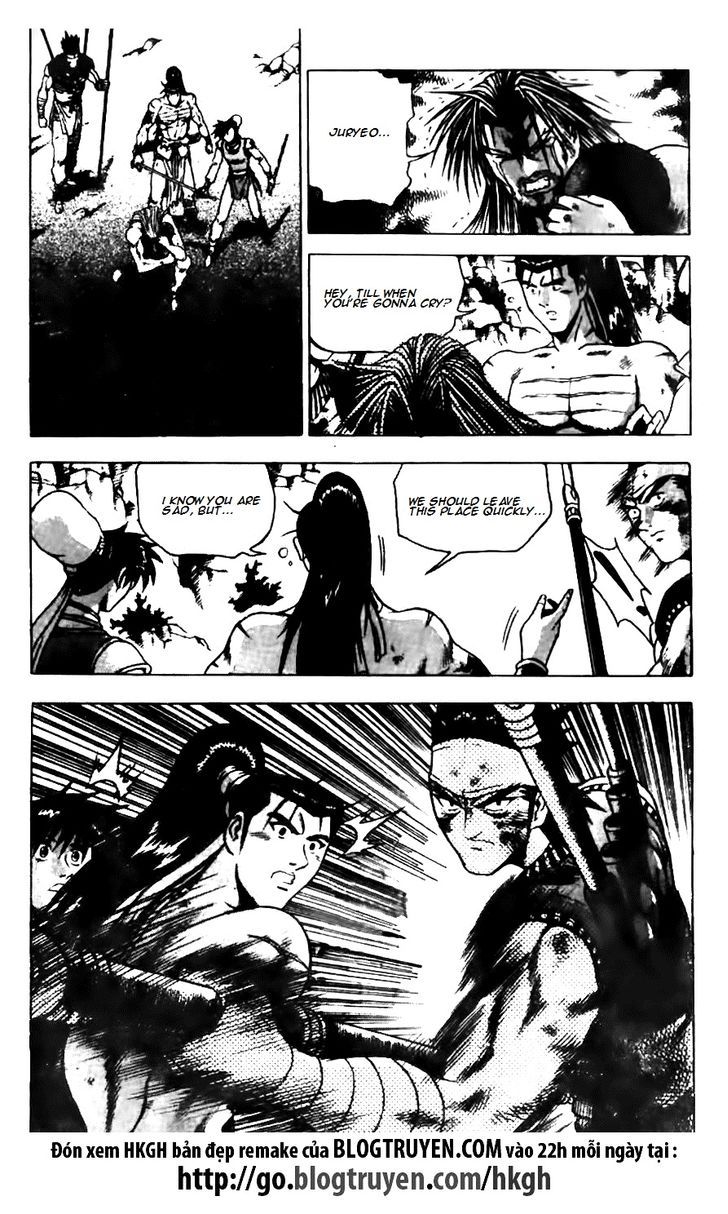 JURYEO...
HEY, TILL WHEN
YOU'RE GONNA CRY?
I KNOW YOU ARE
SAD, BUT...
WE SHOULD LEAVE
THIS PLACE QUICKLY...
Đón xem HKGH bản đẹp remake của BLOGTRUYEN.COM vào 22h mỗi ngày tại :
http://go.blogtruyen.com/hkgh